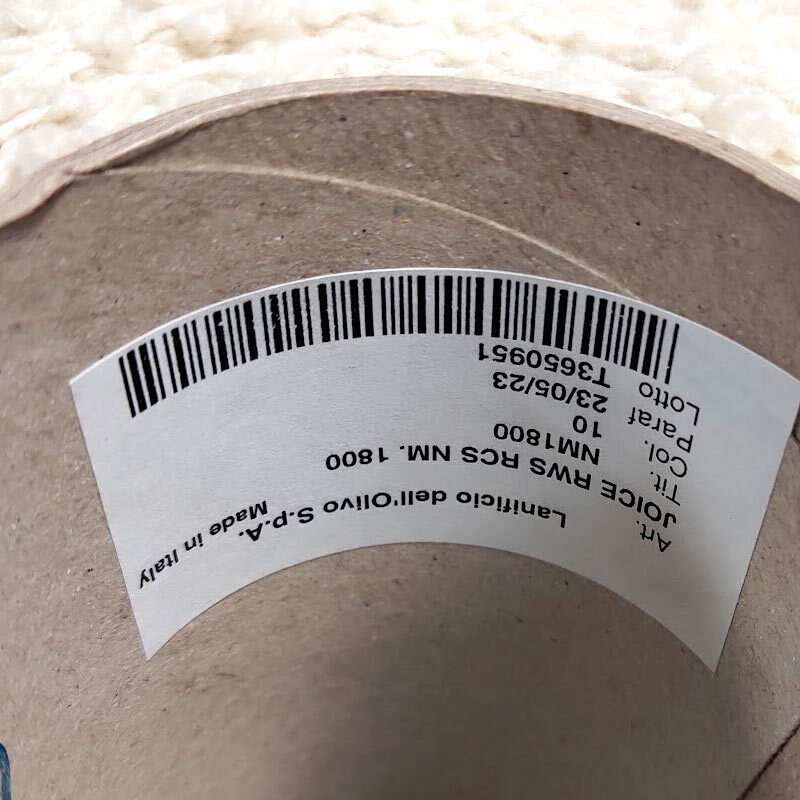 Lanificio dell'Olivo S.p.A.
Made in Italy
Art.
JOICE RWS RCS NM. 1800
Tit. NM1800
Col. 10
Paraf 23/05/23
Lotto T3650951